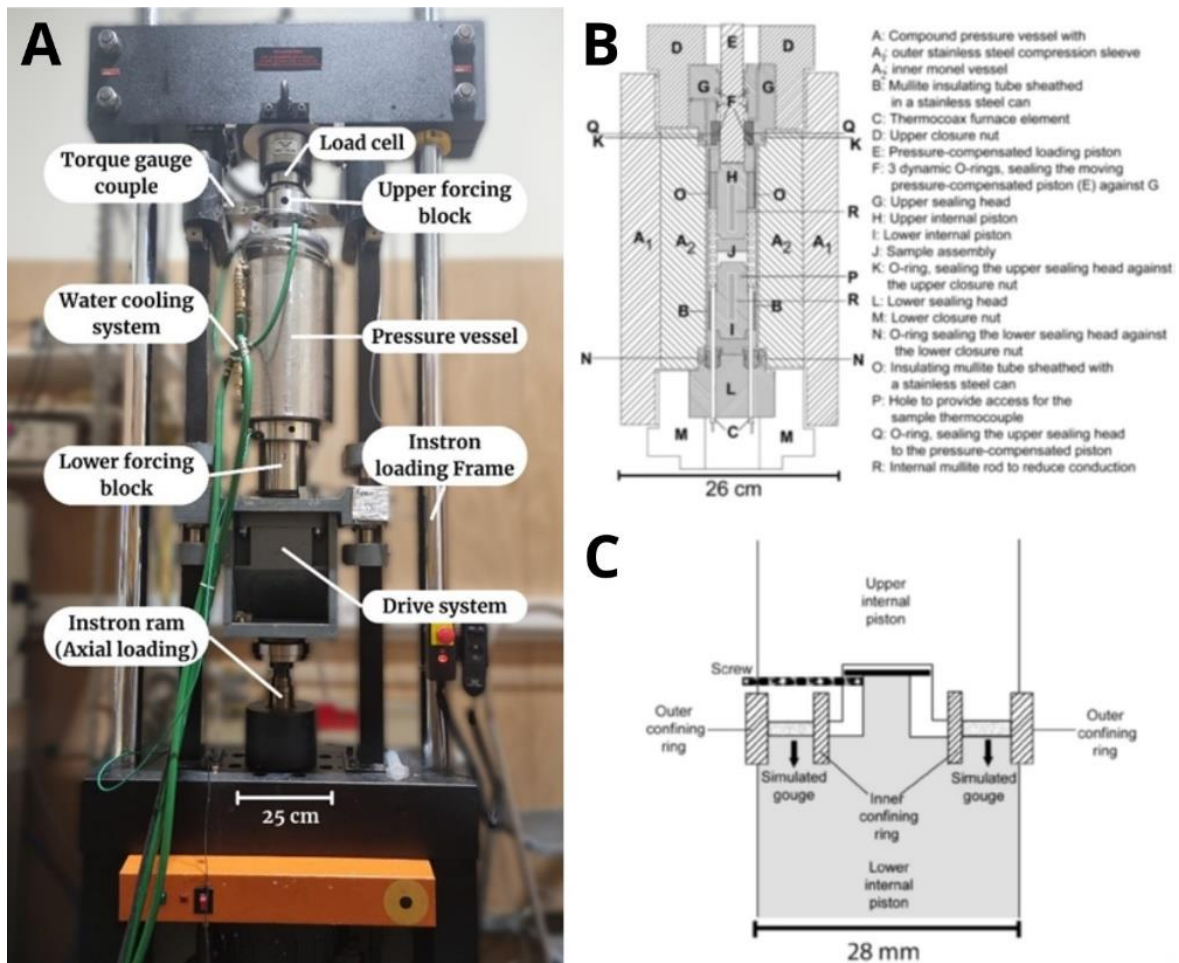 A
Load cell
Torque gauge
couple
Upper forcing
block
Water cooling
system
Pressure vessel
Instron
loading Frame
Lower forcing
block
Drive system
Instron ram
(Axial loading)
25 cm
B
D
E
D
G
F
G
Q
K
Q
K
H
O
O
R
A1
A2
J
A2
A1
P
R
B
B
I
N
N
L
M
C
M
26 cm
A: Compound pressure vessel with
A1: outer stainless steel compression sleeve
A2: inner monel vessel
B: Mullite insulating tube sheathed
in a stainless steel can
C: Thermocoax furnace element
D: Upper closure nut
E: Pressure-compensated loading piston
F: 3 dynamic O-rings, sealing the moving
pressure-compensated piston (E) against G
G: Upper sealing head
H: Upper internal piston
I: Lower internal piston
J: Sample assembly
K: O-ring, sealing the upper sealing head against
the upper closure nut
L: Lower sealing head
M: Lower closure nut
N: O-ring sealing the lower sealing head against
the lower closure nut
O: Insulating mullite tube sheathed with
a stainless steel can
P: Hole to provide access for the
sample thermocouple
Q: O-ring, sealing the upper sealing head
to the pressure-compensated piston
R: Internal mullite rod to reduce conduction
C
Upper
internal
piston
Screw
Outer
confining
ring
Outer
confining
ring
Simulated
gouge
Simulated
gouge
Inner
confining
ring
Lower
internal
piston
28 mm